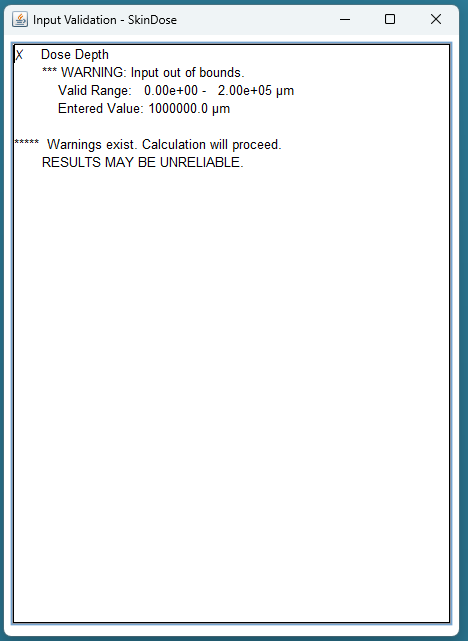 Input Validation - SkinDose
X Dose Depth
*** WARNING: Input out of bounds.
Valid Range: 0.00e+00 - 2.00e+05 µm
Entered Value: 1000000.0 µm
***** Warnings exist. Calculation will proceed.
RESULTS MAY BE UNRELIABLE.